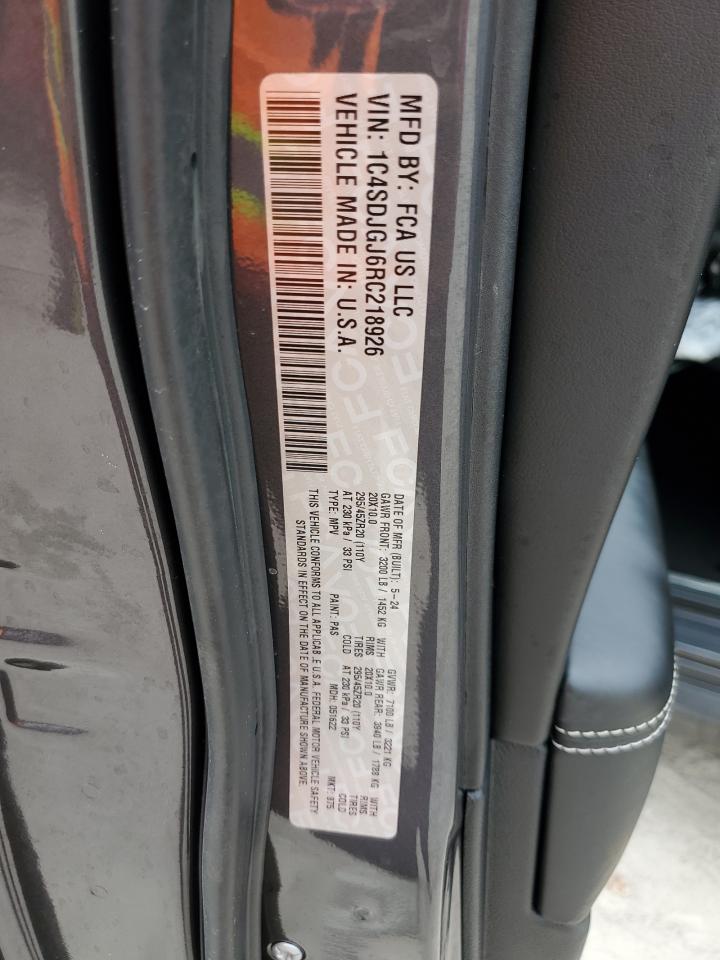 MFD BY: FCA US LLC
VIN: 1C4SDJGJ6RC218926
VEHICLE MADE IN: U.S.A.
DATE OF MFR (BUILT): 5-24 GVWR: 7100 LB / 3221 KG
GAWR FRONT: 3200 LB / 1452 KG WITH GAWR REAR: 3940 LB / 1788 KG WITH
20X10.0 RIMS 20X10.0 RIMS
295/45ZR20 (110Y TIRES 295/45ZR20 (110Y TIRES
AT 230 kPa / 33 PSI COLD AT 230 kPa / 33 PSI COLD
TYPE: MPV PAINT: PAS MDH: 051622 MKT: 975
THIS VEHICLE CONFORMS TO ALL APPLICABLE U.S.A. FEDERAL MOTOR VEHICLE SAFETY
STANDARDS IN EFFECT ON THE DATE OF MANUFACTURE SHOWN ABOVE.